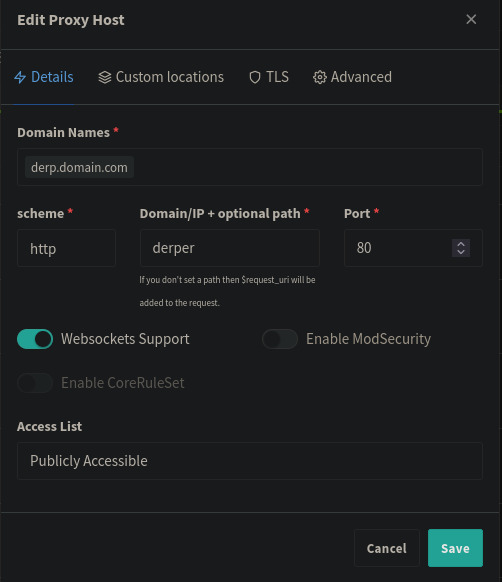 Edit Proxy Host
Details Custom locations TLS Advanced
Domain Names *
derp.domain.com
scheme * Domain/IP + optional path * Port *
http derper 80
If you don't set a path then $request_uri will be
added to the request.
Websockets Support Enable ModSecurity
Enable CoreRuleSet
Access List
Publicly Accessible
Cancel Save